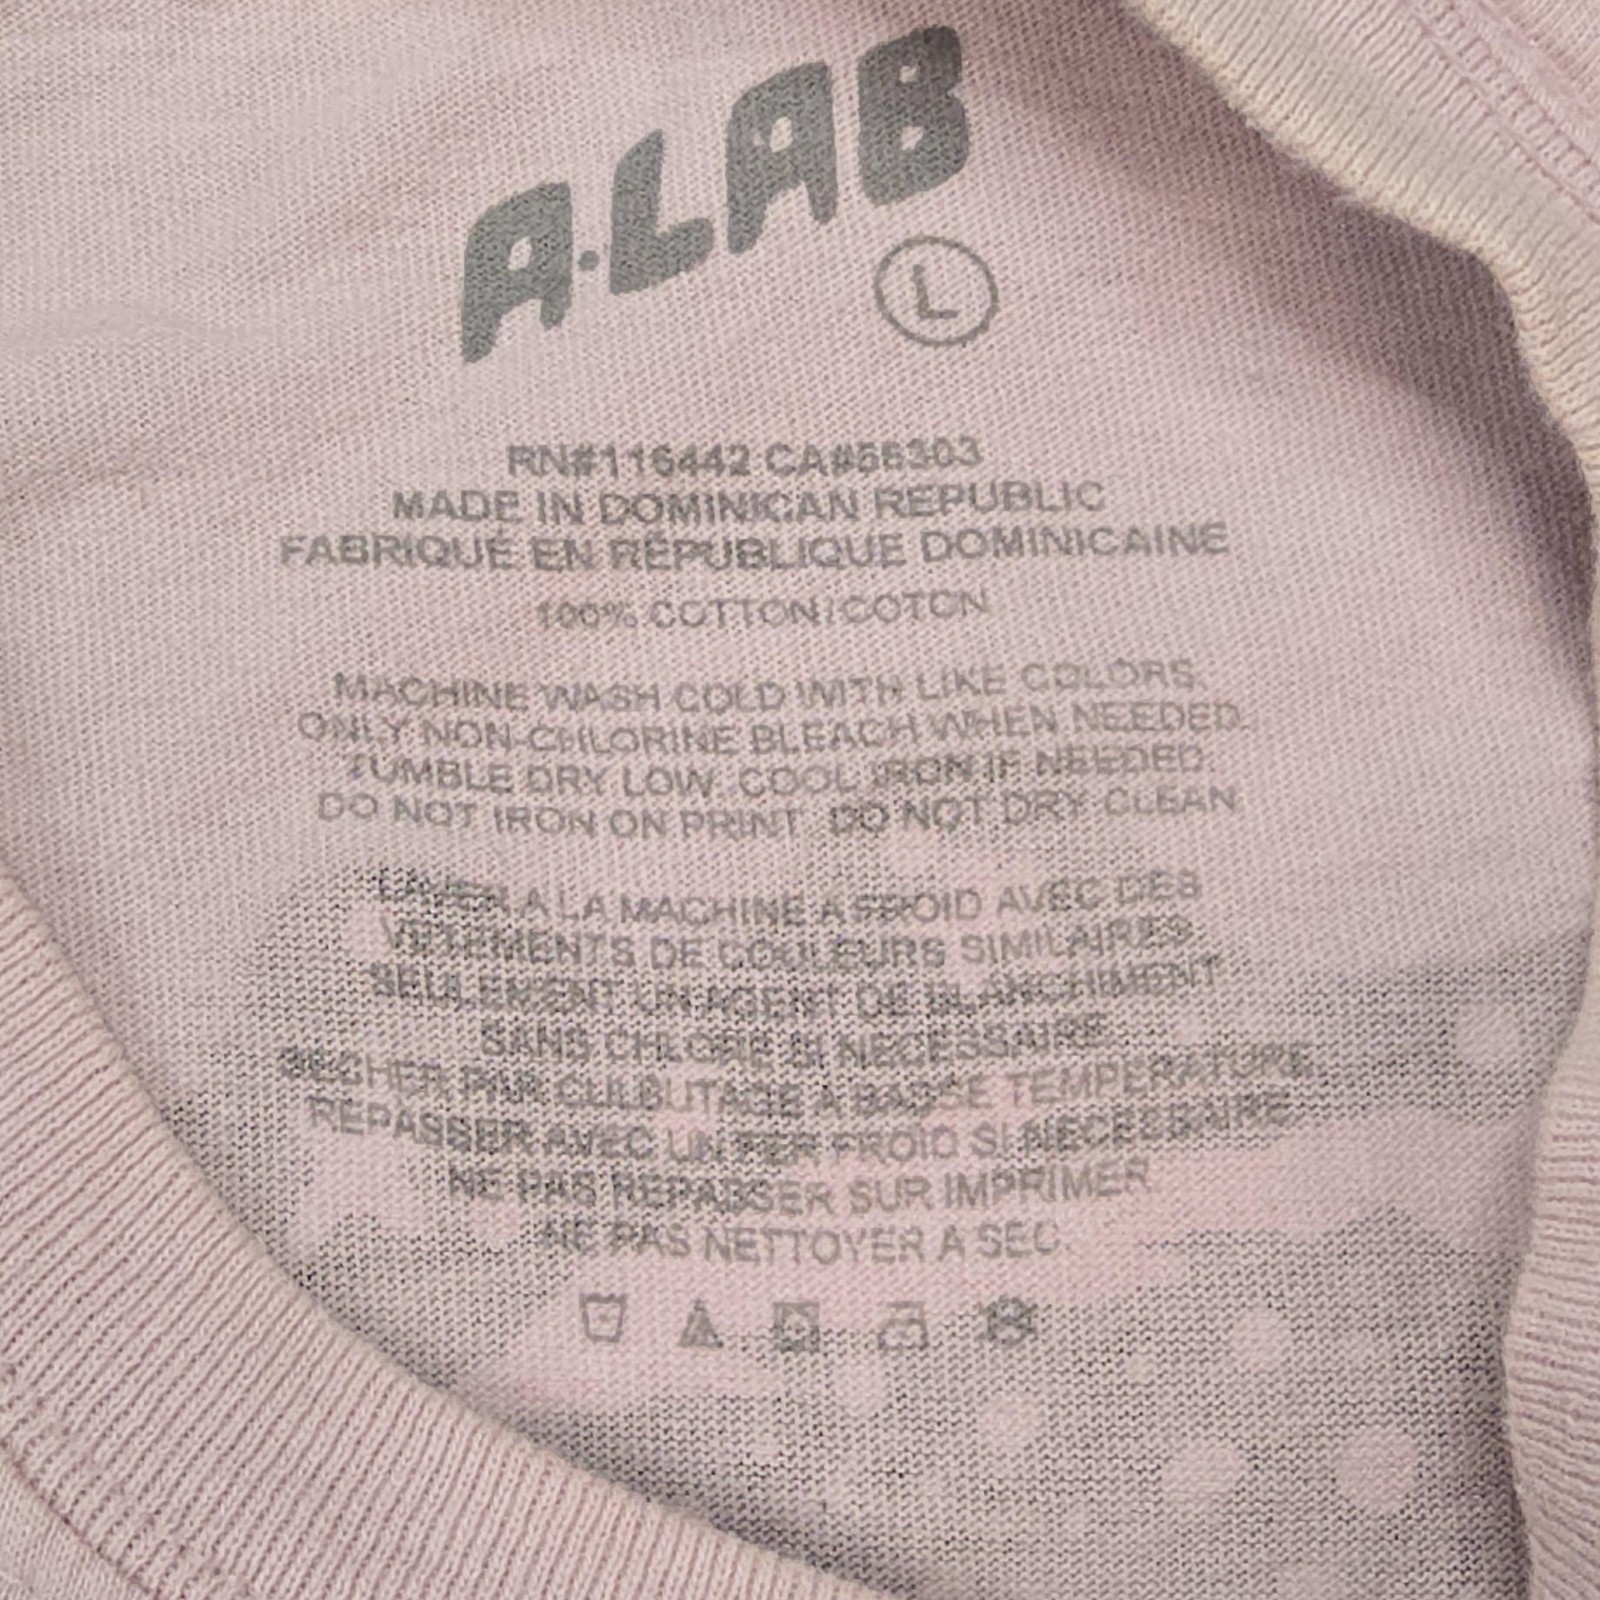 A.LAB
L
RN#116442 CA#56303
MADE IN DOMINICAN REPUBLIC
FABRIQUÉ EN RÉPUBLIQUE DOMINICAINE
100% COTTON/COTON
MACHINE WASH COLD WITH LIKE COLORS.
ONLY NON-CHLORINE BLEACH WHEN NEEDED.
TUMBLE DRY LOW. COOL IRON IF NEEDED.
DO NOT IRON ON PRINT. DO NOT DRY CLEAN
LAVER A LA MACHINE A FROID AVEC DES
VETEMENTS DE COULEURS SIMILAIRES.
SEULEMENT UN AGENT DE BLANCHIMENT
SANS CHLORE SI NECESSAIRE.
SECHER PAR CULBUTAGE A BASSE TEMPERATURE.
REPASSER AVEC UN FER FROID SI NECESSAIRE
NE PAS REPASSER SUR IMPRIMER
NE PAS NETTOYER A SEC.